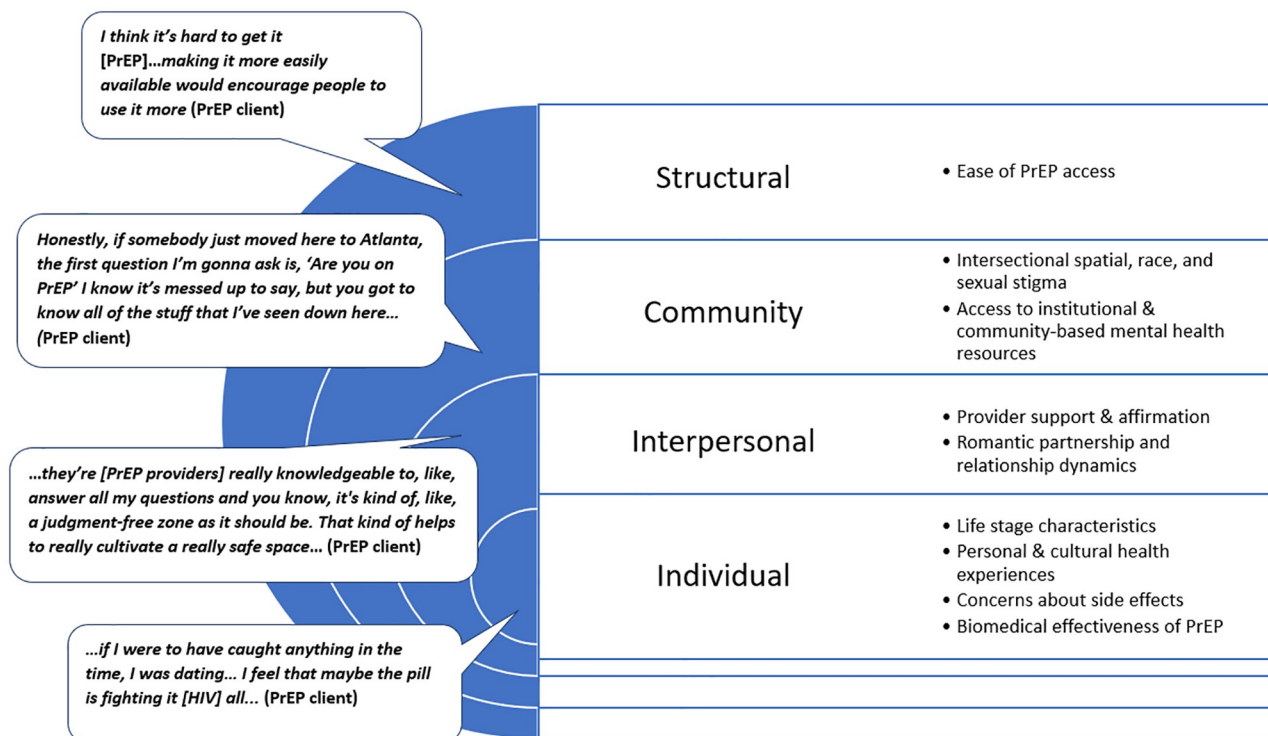 I think it's hard to get it
[PrEP]...making it more easily
available would encourage people to
use it more (PrEP client)
Structural
• Ease of PrEP access
Honestly, if somebody just moved here to Atlanta,
the first question I'm gonna ask is, 'Are you on
PrEP' I know it's messed up to say, but you got to
know all of the stuff that I've seen down here...
(PrEP client)
Community
• Intersectional spatial, race, and
sexual stigma
• Access to institutional &
community-based mental health
resources
...they're [PrEP providers] really knowledgeable to, like,
answer all my questions and you know, it's kind of, like,
a judgment-free zone as it should be. That kind of helps
to really cultivate a really safe space... (PrEP client)
Interpersonal
• Provider support & affirmation
• Romantic partnership and
relationship dynamics
...if I were to have caught anything in the
time, I was dating... I feel that maybe the pill
is fighting it [HIV] all... (PrEP client)
Individual
• Life stage characteristics
• Personal & cultural health
experiences
• Concerns about side effects
• Biomedical effectiveness of PrEP